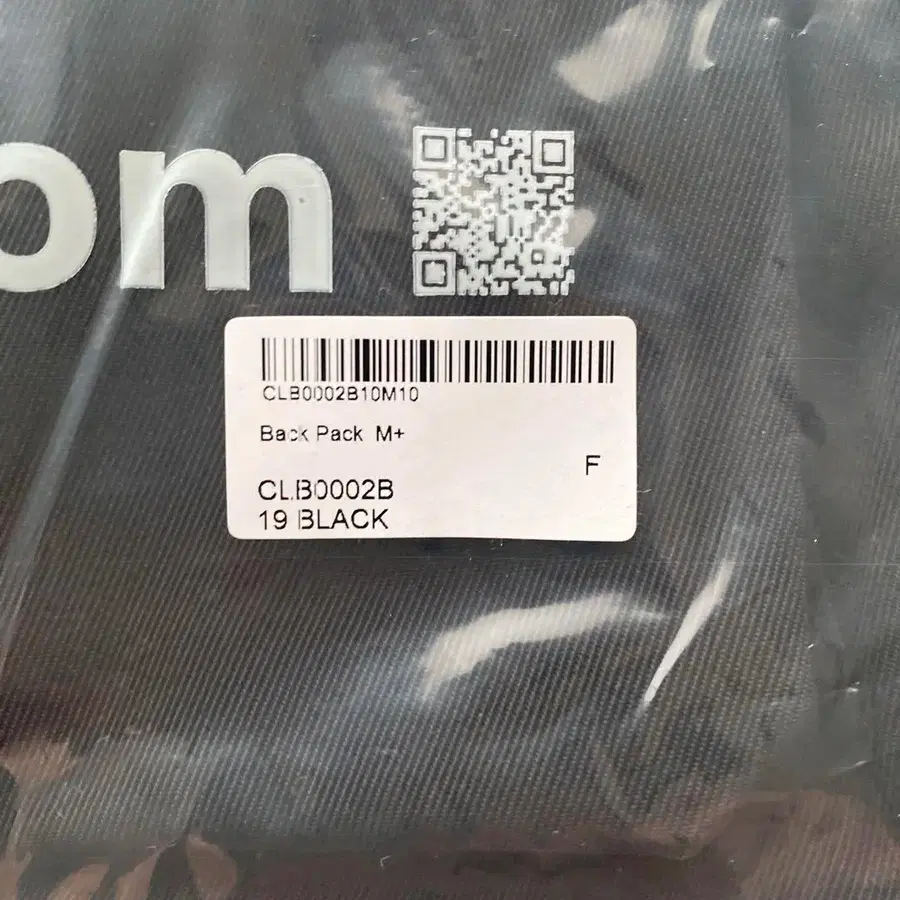 om
CLB0002B10M10
Back Pack M+
F
CLB0002B
19 BLACK